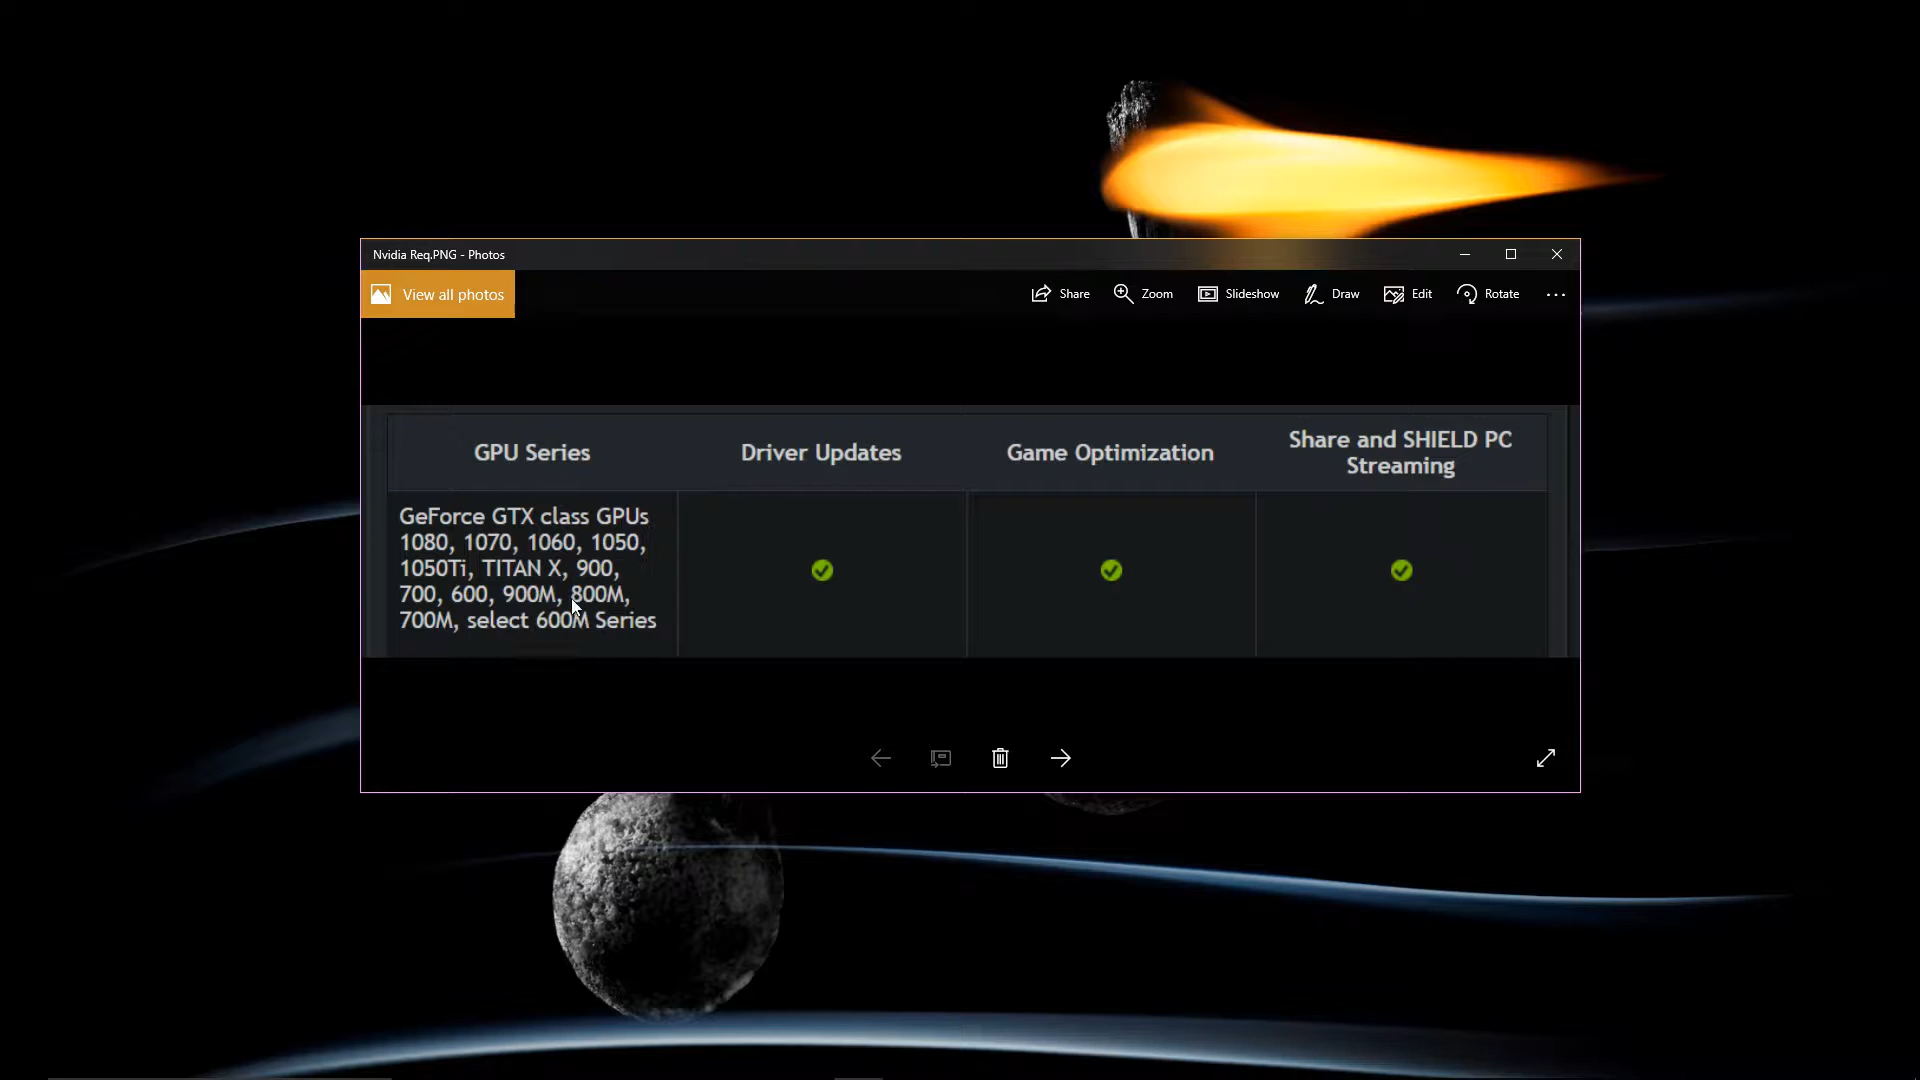 Nvidia Req.PNG - Photos
View all photos
Share
Zoom
Slideshow
Draw
Edit
Rotate
GPU Series
Driver Updates
Game Optimization
Share and SHIELD PC
Streaming
GeForce GTX class GPUs
1080, 1070, 1060, 1050,
1050Ti, TITAN X, 900,
700, 600, 900M, 800M,
700M, select 600M Series